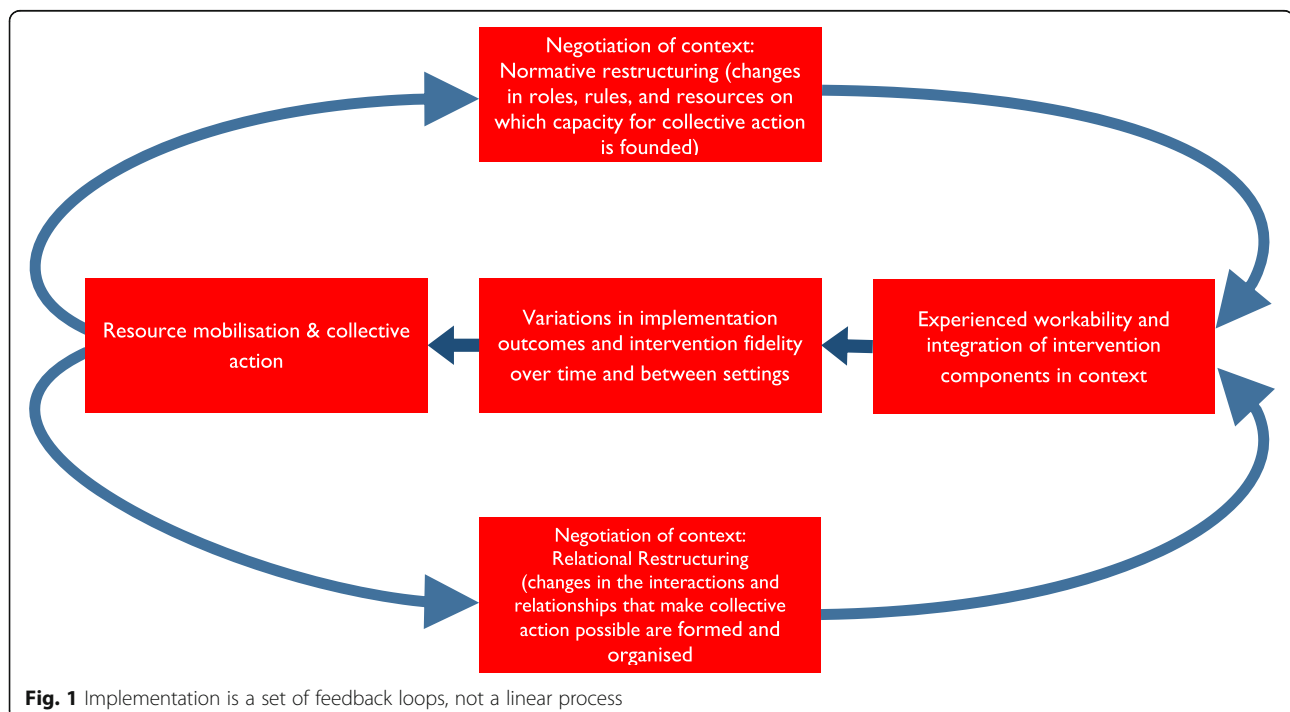 Negotiation of context:
Normative restructuring (changes
in roles, rules, and resources on
which capacity for collective action
is founded)
Resource mobilisation & collective
action
Variations in implementation
outcomes and intervention fidelity
over time and between settings
Experienced workability and
integration of intervention
components in context
Negotiation of context:
Relational Restructuring
(changes in the interactions and
relationships that make collective
action possible are formed and
organised
Fig. 1 Implementation is a set of feedback loops, not a linear process